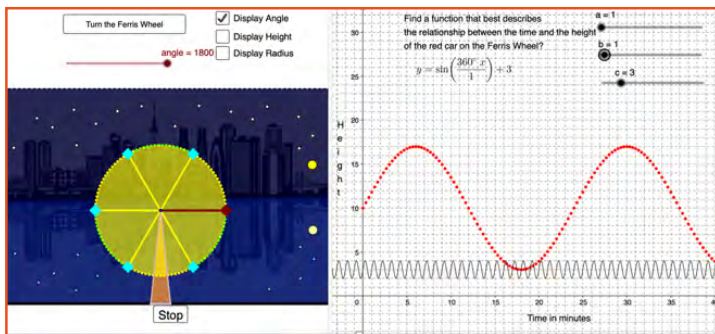 Turn the Ferris Wheel
Display Angle
Display Height
Display Radius
angle = 1800
Stop
Find a function that best describes
the relationship between the time and the height
of the red car on the Ferris Wheel?
y = sin(360° x / 1) + 3
a = 1
b = 1
c = 3
Height
30
25
20
15
10
5
0
0
5
10
15
20
25
30
35
40
Time in minutes